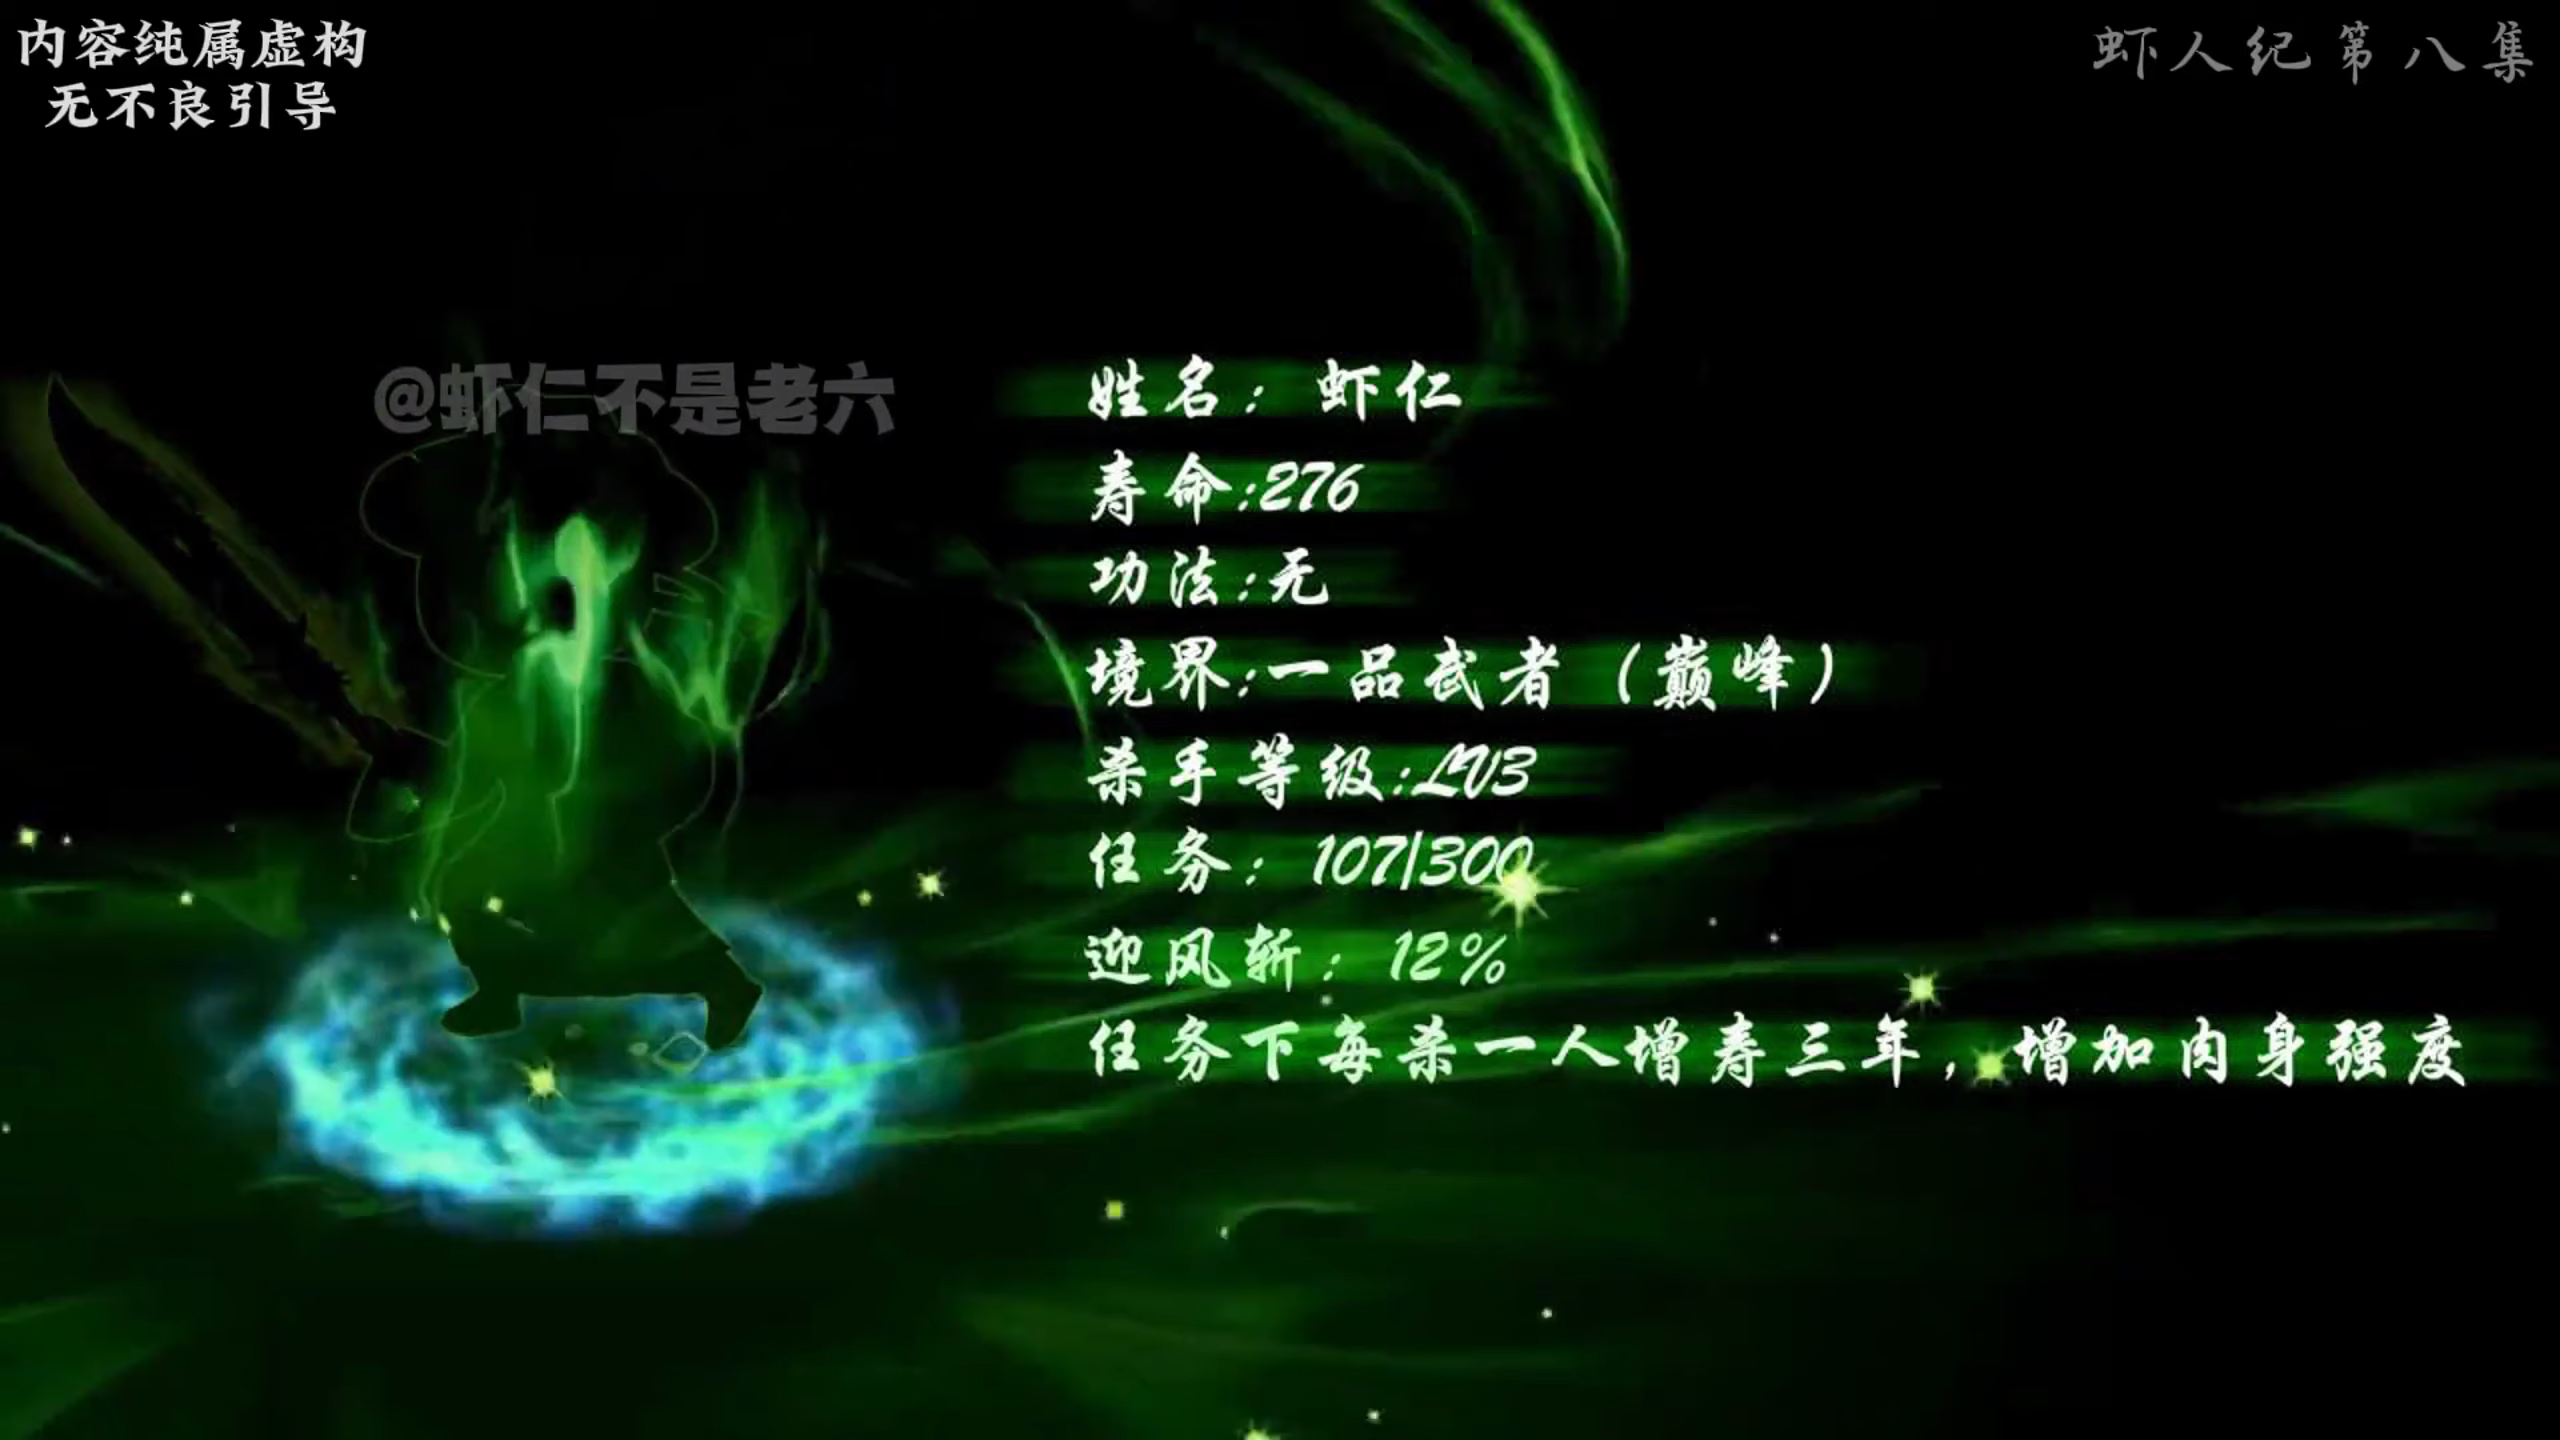 内容纯属虚构
无不良引导
虾人纪第八集
@虾仁不是老六
姓名：虾仁
寿命:276
功法:无
境界:一品武者（巅峰）
杀手等级:LV3
任务：107/300
迎风斩：12%
任务下每杀一人增寿三年，增加肉身强度